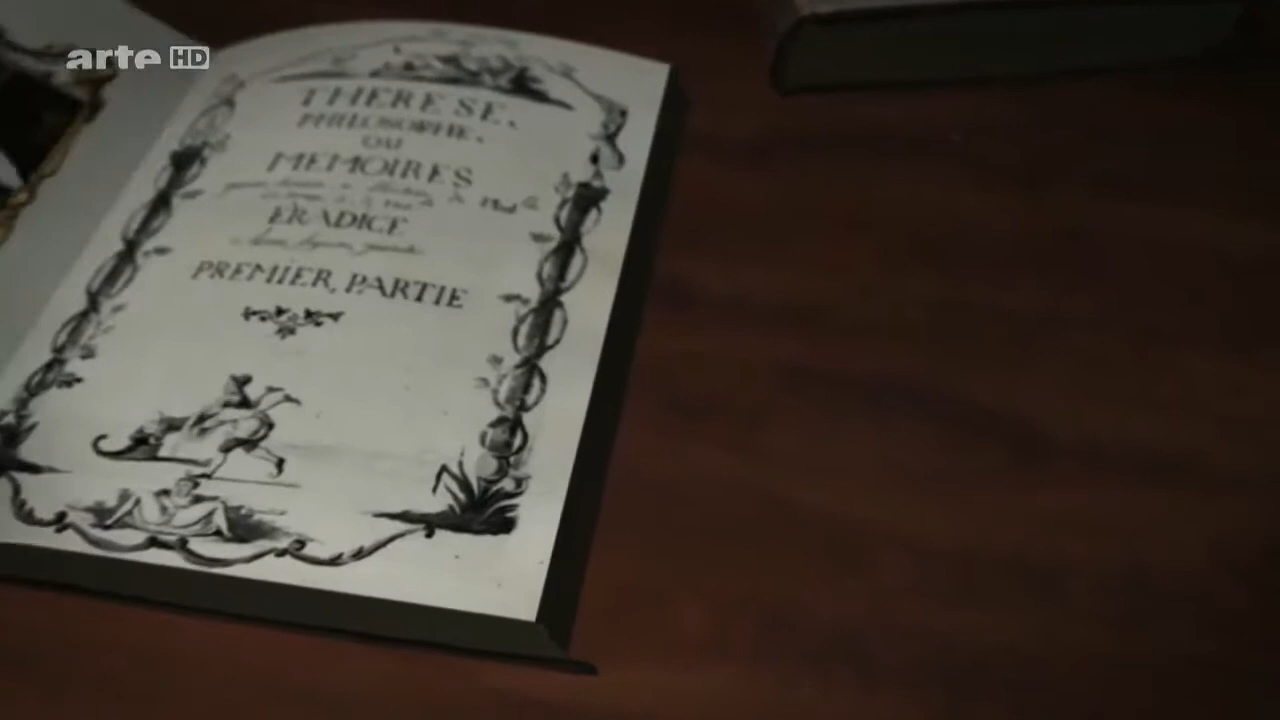 arte HD
THERESE,
PHILOSOPHE,
OU
MEMOIRES
ERADICE
PREMIER, PARTIE